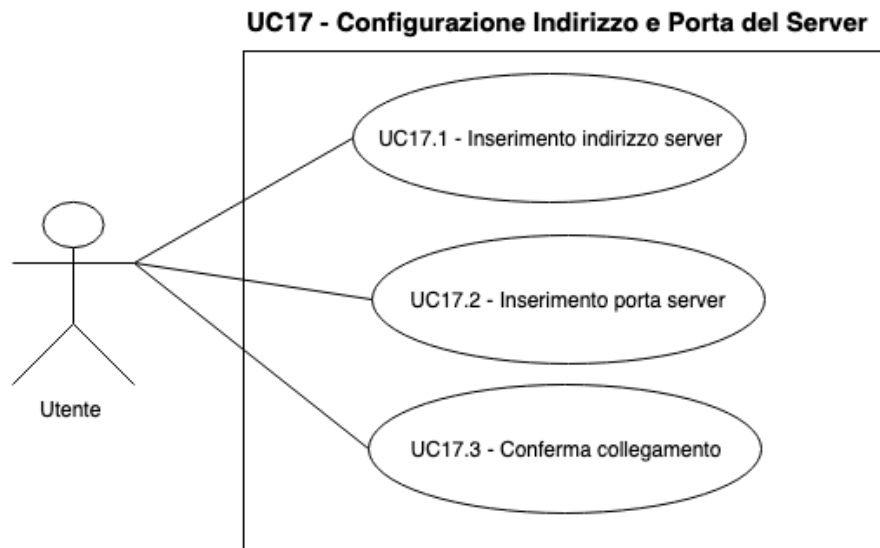 UC17 - Configurazione Indirizzo e Porta del Server
UC17.1 - Inserimento indirizzo server
UC17.2 - Inserimento porta server
Utente
UC17.3 - Conferma collegamento